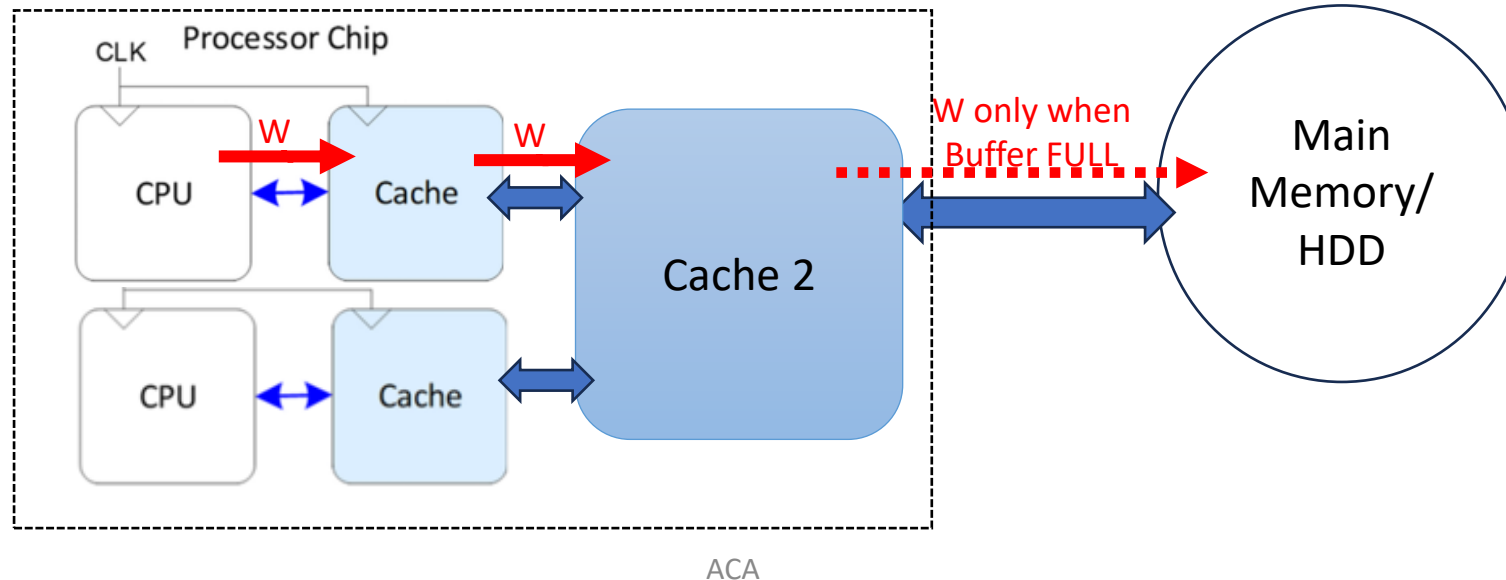 Processor Chip
CLK
W
W
W only when
Buffer FULL
CPU
Cache
Cache 2
Main
Memory/
HDD
CPU
Cache
ACA